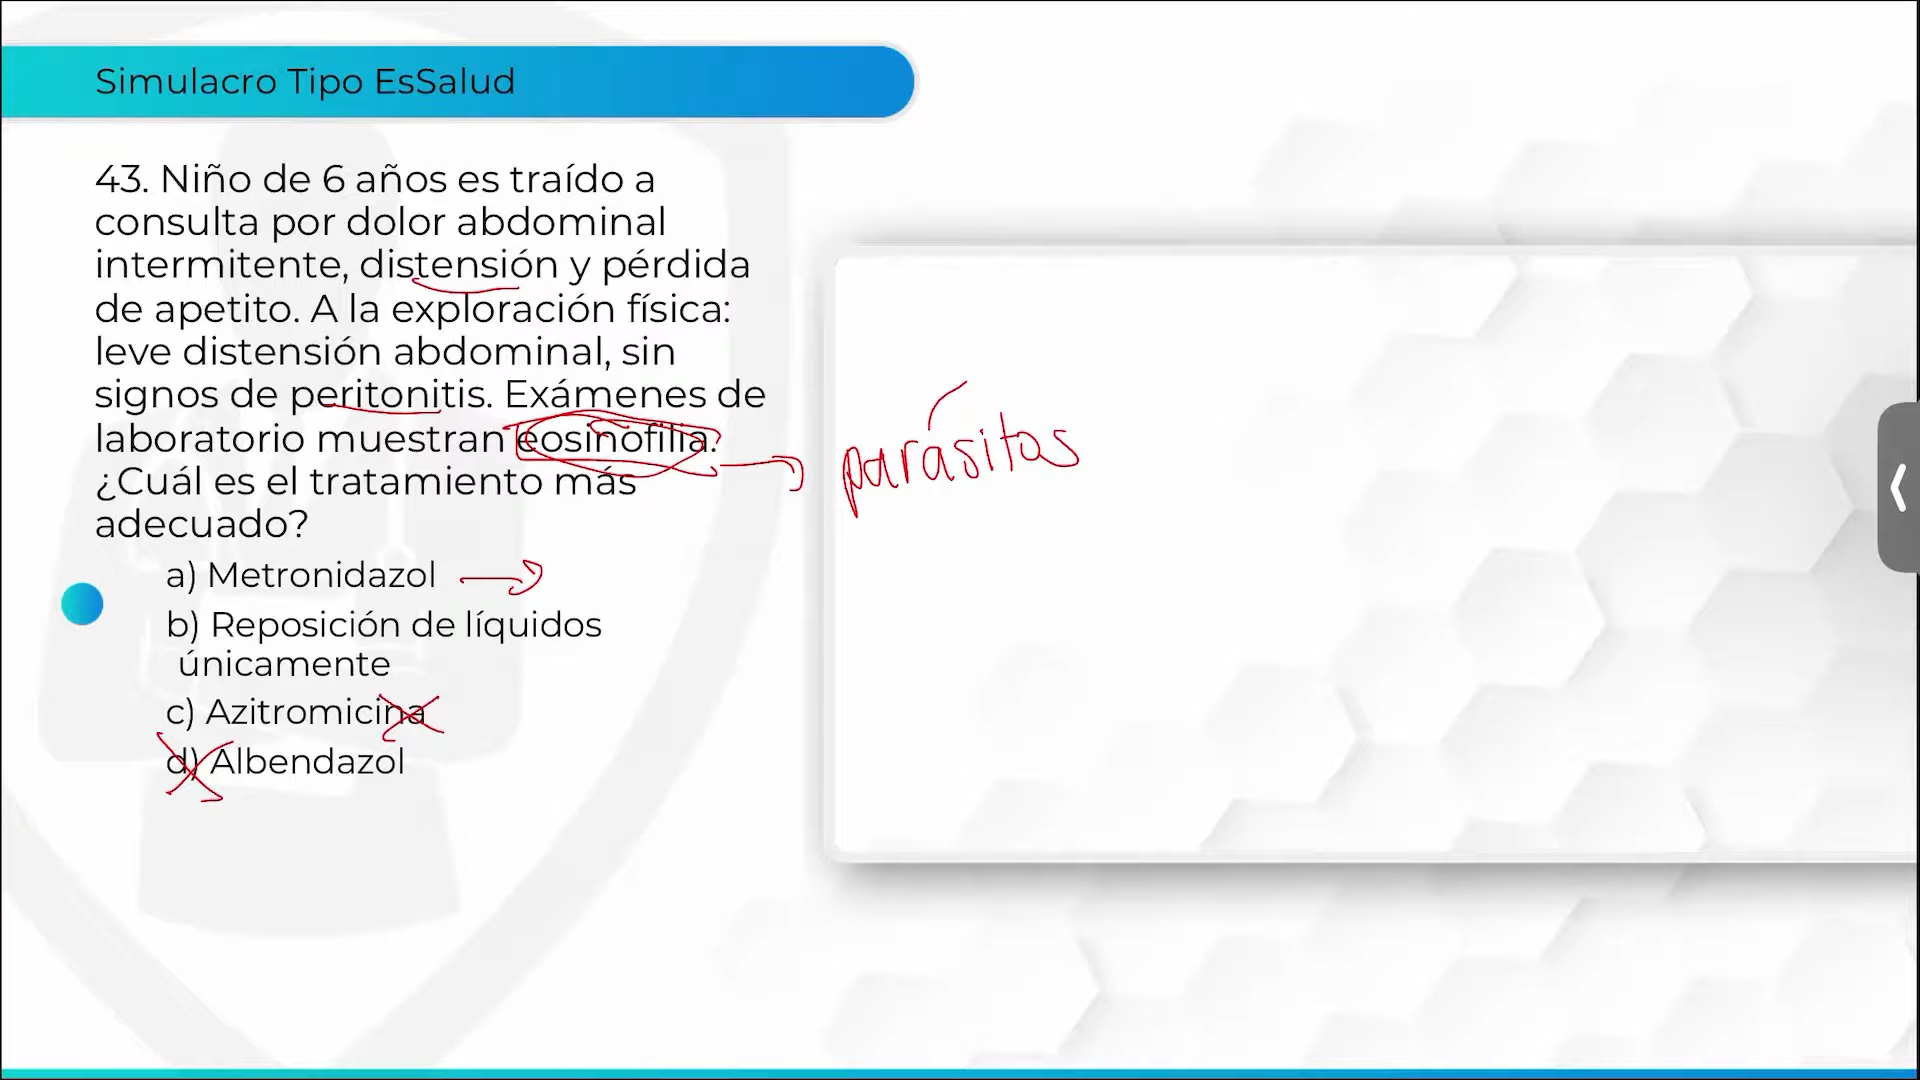 Simulacro Tipo EsSalud
43. Niño de 6 años es traído a
consulta por dolor abdominal
intermitente, distensión y pérdida
de apetito. A la exploración física:
leve distensión abdominal, sin
signos de peritonitis. Exámenes de
laboratorio muestran eosinofilia.
¿Cuál es el tratamiento más
adecuado?
a) Metronidazol
b) Reposición de líquidos
únicamente
c) Azitromicina
d) Albendazol
parásitos